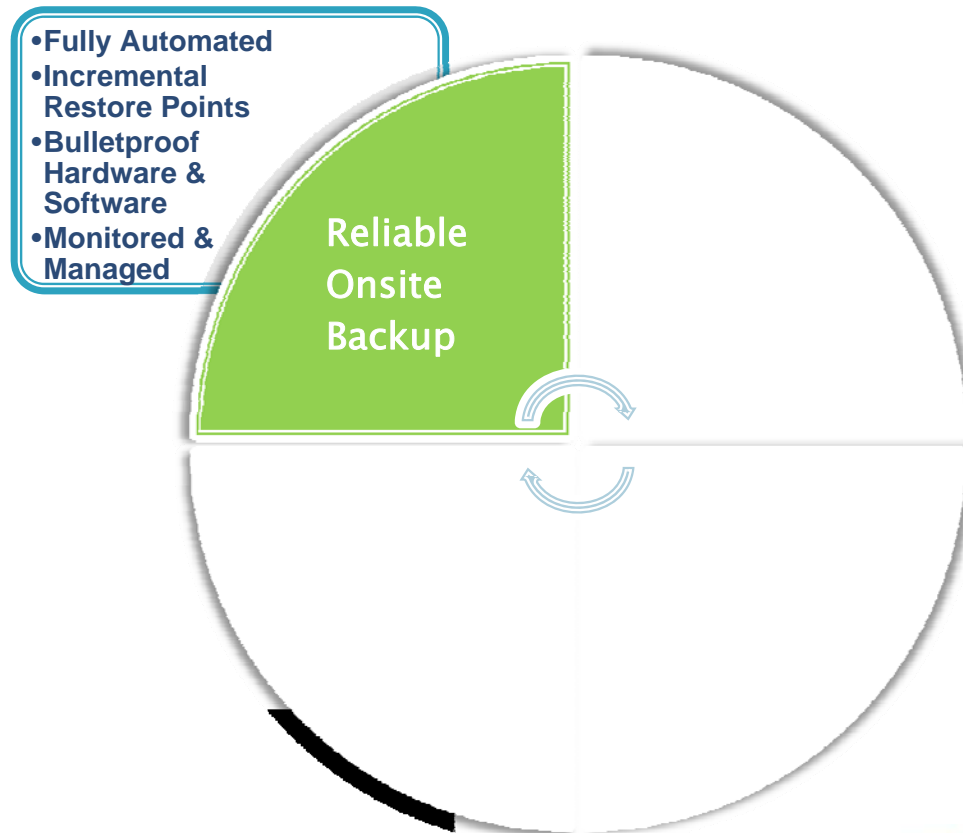 •Fully Automated
•Incremental
Restore Points
•Bulletproof
Hardware &
Software
•Monitored &
Managed
Reliable
Onsite
Backup